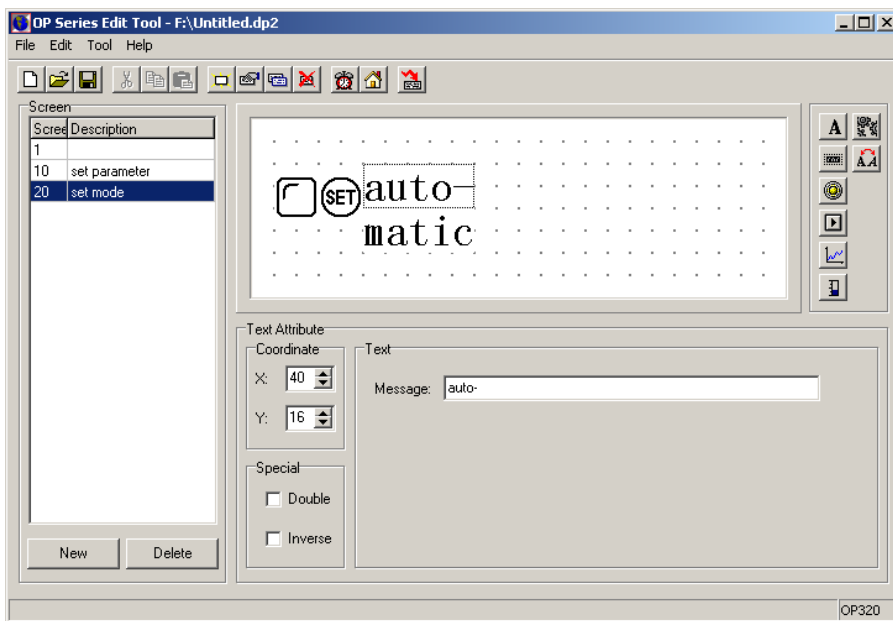 OP Series Edit Tool - F:\Untitled.dp2
File Edit Tool Help
Screen
Scree Description
1
10 set parameter
20 set mode
New Delete
SET auto-
matic
A
A A
Text Attribute
Coordinate
X: 40
Y: 16
Special
Double
Inverse
Text
Message: auto-
OP320